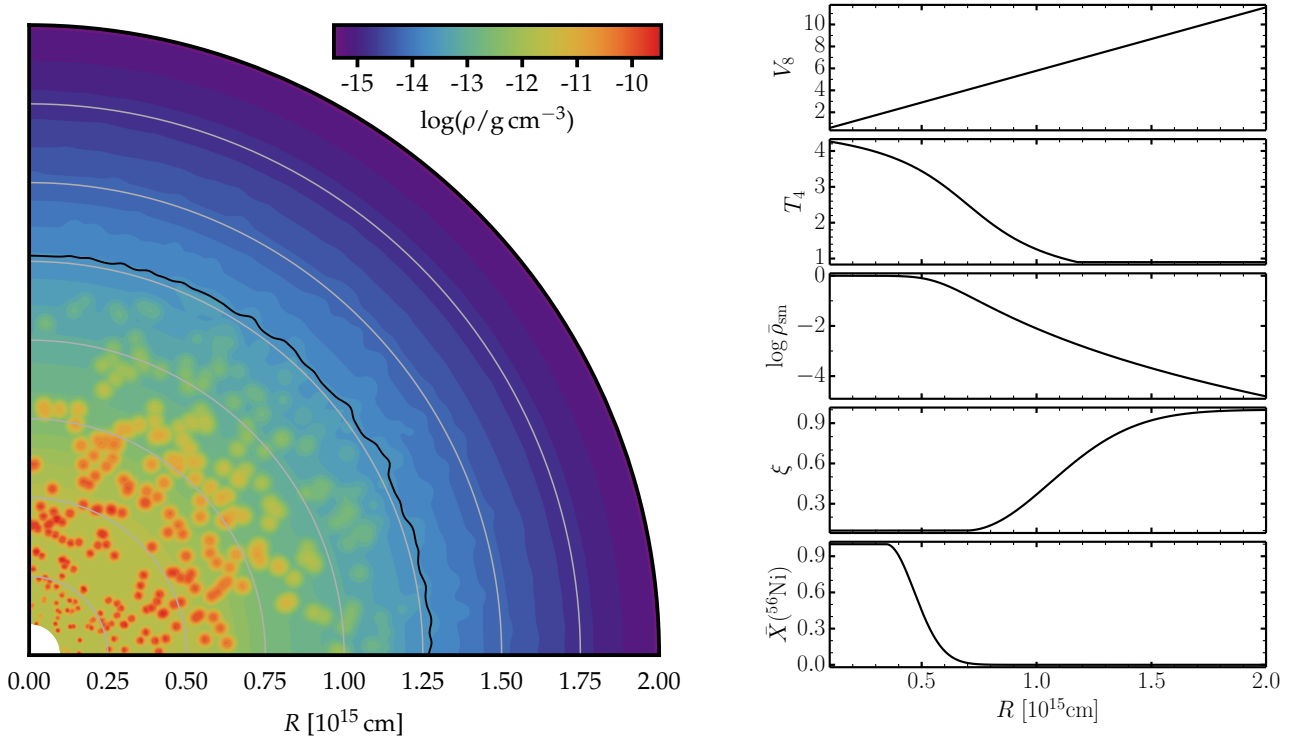 -15 -14 -13 -12 -11 -10
log(ρ/g cm⁻³)
0.00 0.25 0.50 0.75 1.00 1.25 1.50 1.75 2.00
R [10¹⁵ cm]
10
8
6
4
2
V₈
4
3
2
1
T₄
0
−2
−4
log ρ̄ₛₘ
0.9
0.6
0.3
ξ
0.9
0.6
0.3
0.0
X̄(⁵⁶Ni)
0.5 1.0 1.5 2.0
R [10¹⁵cm]